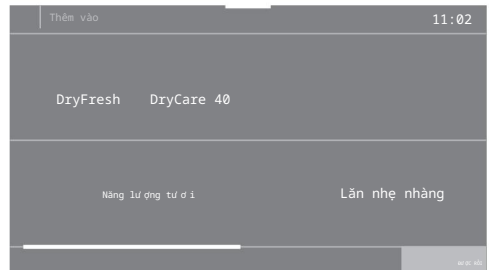 Thêm vào
11:02
DryFresh DryCare 40
Năng lượng tươi
Lăn nhẹ nhàng